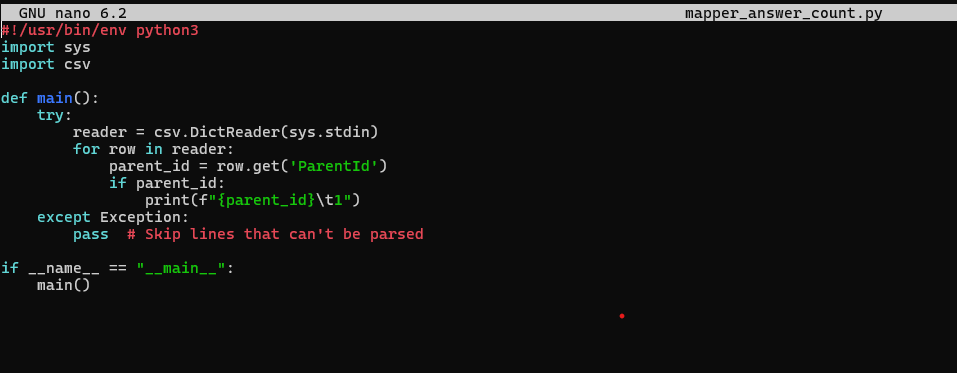 GNU nano 6.2 mapper_answer_count.py
#!/usr/bin/env python3
import sys
import csv

def main():
    try:
        reader = csv.DictReader(sys.stdin)
        for row in reader:
            parent_id = row.get('ParentId')
            if parent_id:
                print(f"{parent_id}\t1")
    except Exception:
        pass  # Skip lines that can't be parsed

if __name__ == "__main__":
    main()